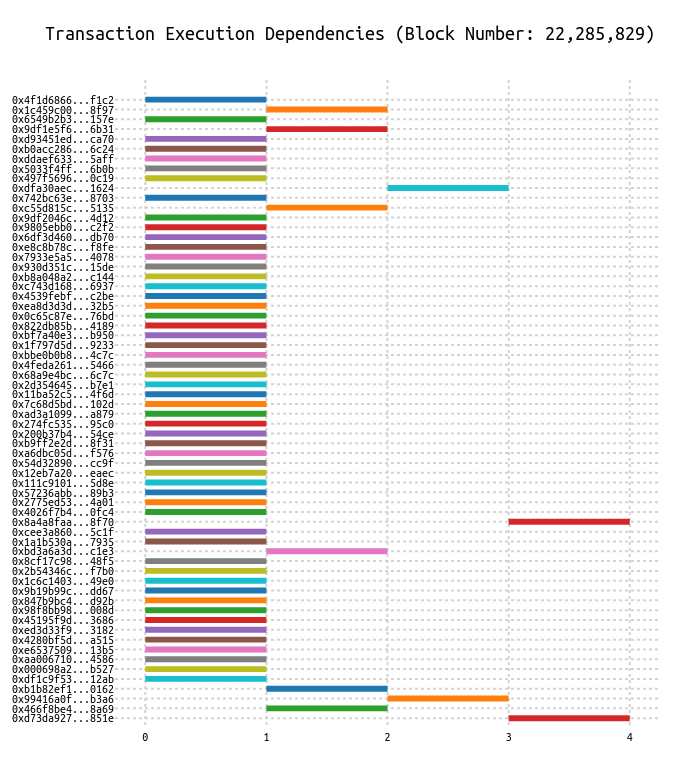 Transaction Execution Dependencies (Block Number: 22,285,829)
0x4f1d6866...f1c2
0x1c459c00...8f97
0x6549b2b3...157e
0x9df1e5f6...6b31
0xd93451ed...ca70
0xb0acc286...6c24
0xddaef633...5aff
0x5033f4ff...6b0b
0x497f5696...0c19
0xdfa30aec...1624
0x742bc63e...8703
0xc55d815c...5135
0x9df2046c...4d12
0x9805ebb0...c2f2
0x6df3d460...db70
0xe8c8b78c...f8fe
0x7933e5a5...4078
0x930d351c...15de
0xb8a048a2...c144
0xc743d168...6937
0x4539febf...c2be
0xea8d3d3d...32b5
0x0c65c87e...76bd
0x822db85b...4189
0xbf7a40e3...b950
0x1f797d5d...9233
0xbbe0b0b8...4c7c
0x4feda261...5466
0x68a9e4bc...6c7c
0x2d354645...b7e1
0x11ba52c5...4f6d
0x7c68d5bd...102d
0xad3a1099...a879
0x274fc535...95c0
0x200b37b4...54ce
0xb9ff2e2d...8f31
0xa6dbc05d...f576
0x54d32890...cc9f
0x12eb7a20...eaec
0x111c9101...5d8e
0x57236abb...89b3
0x2775ed53...4a01
0x4026f7b4...0fc4
0x8a4a8faa...8f70
0xcee3a860...5c1f
0x1a1b530a...7935
0xbd3a6a3d...c1e3
0x8cf17c98...48f5
0x2b54346c...f7b0
0x1c6c1403...49e0
0x9b19b99c...dd67
0x847b9bc4...d92b
0x98f8bb98...008d
0x45195f9d...3686
0xed3d33f9...3182
0x4280bf5d...a515
0xe6537509...13b5
0xaa006710...4586
0x000698a2...b527
0xdf1c9f53...12ab
0xb1b82ef1...0162
0x99416a0f...b3a6
0x466f8be4...8a69
0xd73da927...851e
0 1 2 3 4